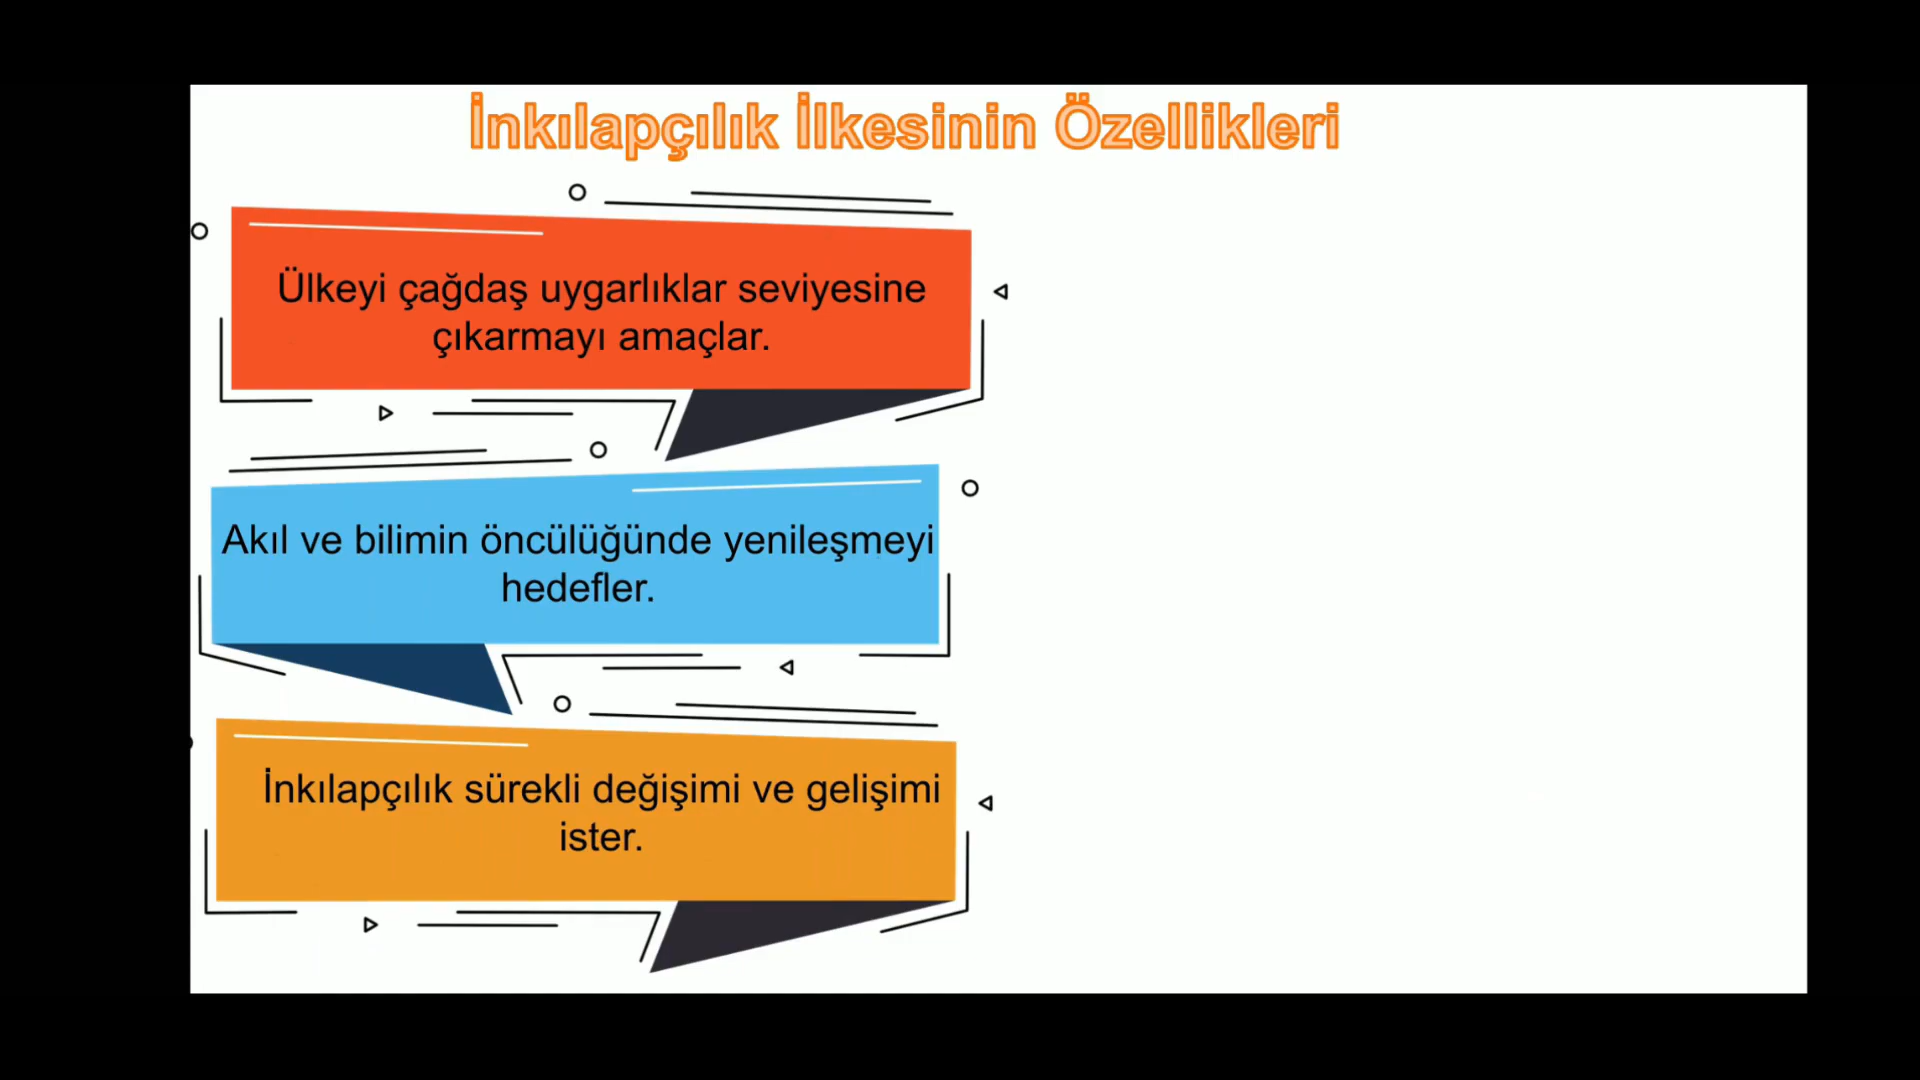 İnkılapçılık İlkesinin Özellikleri
Ülkeyi çağdaş uygarlıklar seviyesine
çıkarmayı amaçlar.
Akıl ve bilimin öncülüğünde yenileşmeyi
hedefler.
İnkılapçılık sürekli değişimi ve gelişimi
ister.